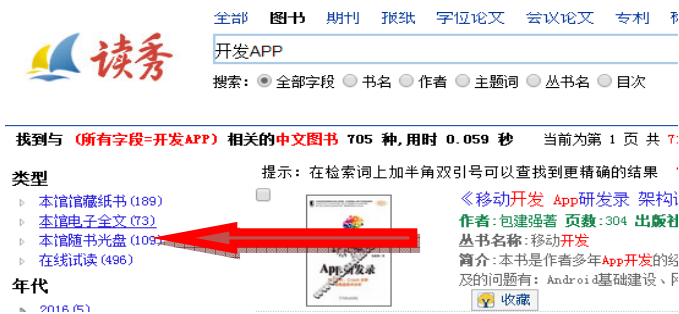 全部 图书 期刊 报纸 学位论文 会议论文 专利
读秀
开发APP
搜索: 全部字段 书名 作者 主题词 丛书名 目次
找到与 (所有字段=开发APP) 相关的中文图书 705 种,用时 0.059 秒 当前为第 1 页 共 7
类型
本馆馆藏纸书(189)
本馆电子全文(73)
本馆随书光盘(109)
在线试读(496)
年代
2016(5)
提示：在检索词上加半角双引号可以查找到更精确的结果
《移动开发 App研发录 架构
作者:包建强著 页数:304 出版社
丛书名称:移动开发
简介:本书是作者多年App开发的经
及的问题有: Android基础建设、网
收藏
App研发录